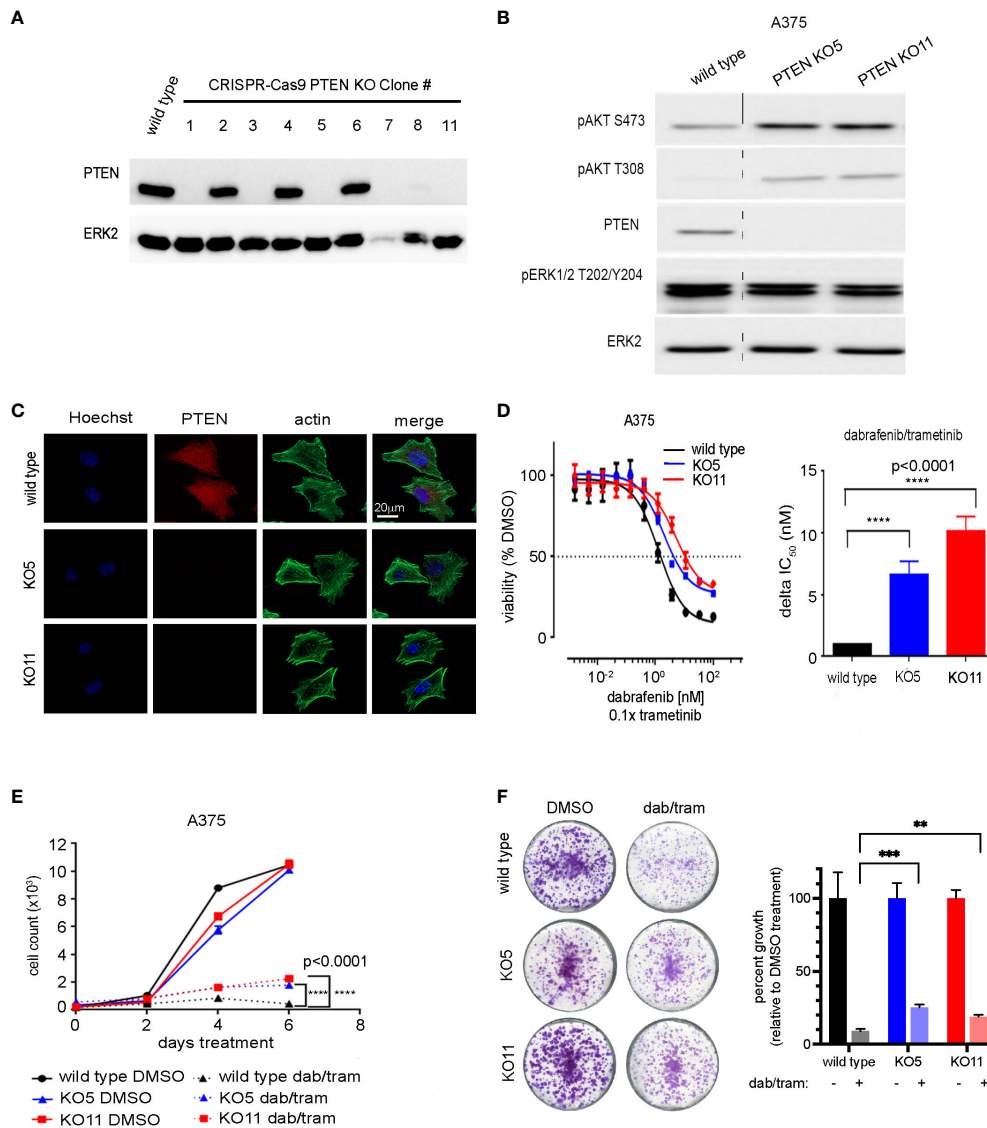 A
wild type
CRISPR-Cas9 PTEN KO Clone #
1 2 3 4 5 6 7 8 11
PTEN
ERK2
B
A375
wild type PTEN KO5 PTEN KO11
pAKT S473
pAKT T308
PTEN
pERK1/2 T202/Y204
ERK2
C
Hoechst PTEN actin merge
wild type
20μm
KO5
KO11
D
A375
wild type
KO5
KO11
viability (% DMSO)
100
50
0
10-2 100 102
dabrafenib [nM]
0.1x trametinib
dabrafenib/trametinib
p<0.0001
****
****
delta IC50 (nM)
15
10
5
0
wild type KO5 KO11
E
A375
cell count (x103)
12
10
8
6
4
2
0
p<0.0001
**** ****
0 2 4 6 8
days treatment
wild type DMSO wild type dab/tram
KO5 DMSO KO5 dab/tram
KO11 DMSO KO11 dab/tram
F
DMSO dab/tram
wild type
KO5
KO11
**
***
percent growth
(relative to DMSO treatment)
100
50
0
wild type KO5 KO11
dab/tram: - + - + - +